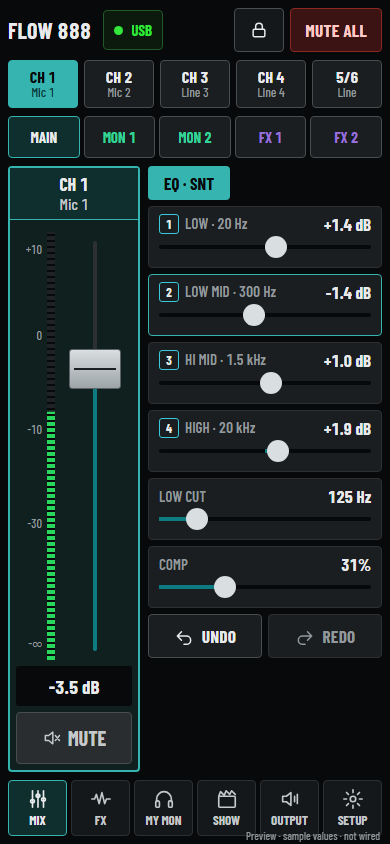 FLOW 888
USB
MUTE ALL
CH 1
Mic 1
CH 2
Mic 2
CH 3
Line 3
CH 4
Line 4
5/6
Line
MAIN
MON 1
MON 2
FX 1
FX 2
CH 1
Mic 1
+10
0
-10
-30
-∞
-3.5 dB
MUTE
EQ · SNT
1 LOW · 20 Hz +1.4 dB
2 LOW MID · 300 Hz -1.4 dB
3 HI MID · 1.5 kHz +1.0 dB
4 HIGH · 20 kHz +1.9 dB
LOW CUT 125 Hz
COMP 31%
UNDO
REDO
MIX
FX
MY MON
SHOW
OUTPUT
SETUP
Preview · sample values · not wired